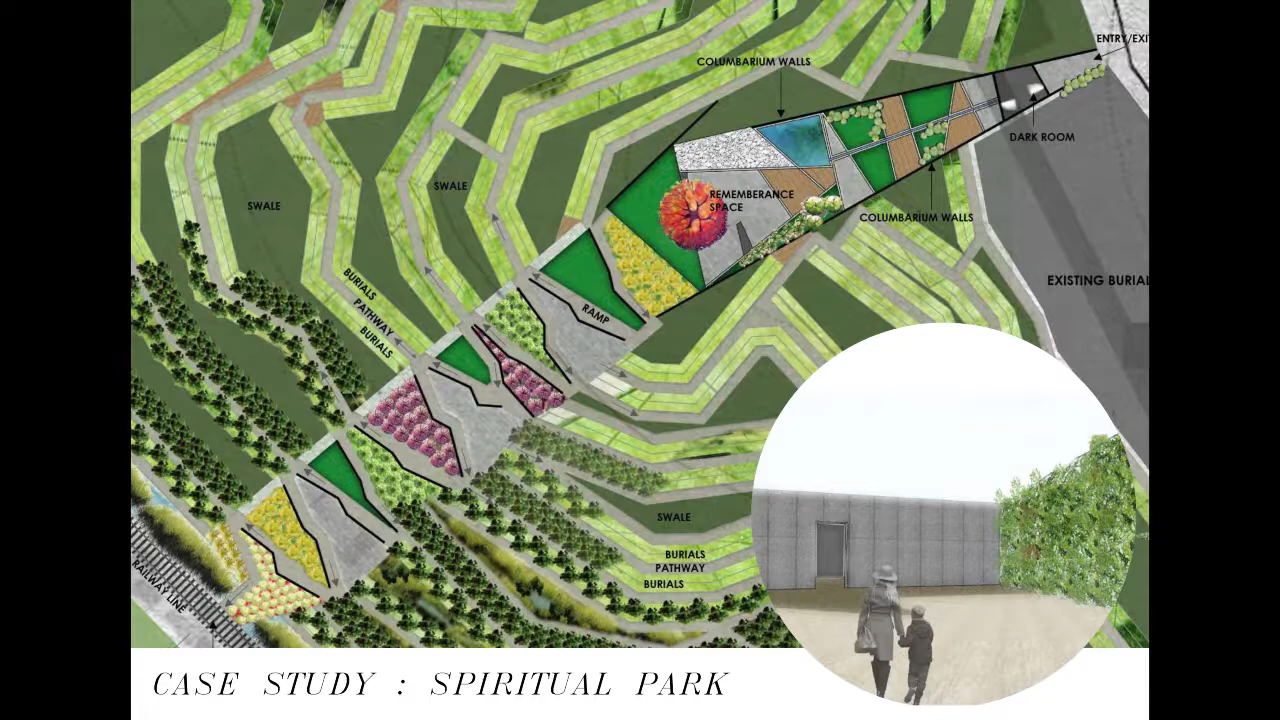 ENTRY/EXI
COLUMBARIUM WALLS
DARK ROOM
REMEMBERANCE
SPACE
SWALE
SWALE
COLUMBARIUM WALLS
EXISTING BURIAL
BURIALS
PATHWAY
BURIALS
RAMP
SWALE
BURIALS
PATHWAY
BURIALS
RAILWAY LINE
CASE STUDY : SPIRITUAL PARK